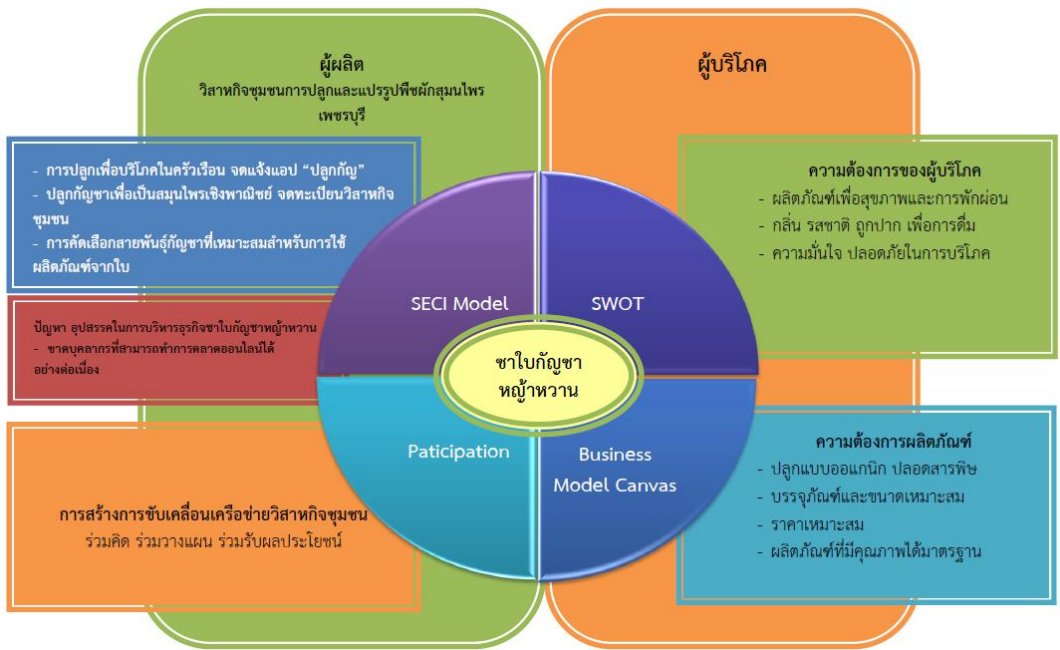 ผู้ผลิต
วิสาหกิจชุมชนการปลูกและแปรรูปพืชผักสุมนไพร
เพชรบุรี
- การปลูกเพื่อบริโภคในครัวเรือน จดแจ้งแอป “ปลูกกัญ”
- ปลูกกัญชาเพื่อเป็นสมุนไพรเชิงพาณิชย์ จดทะเบียนวิสาหกิจ
ชุมชน
- การคัดเลือกสายพันธุ์กัญชาที่เหมาะสมสำหรับการใช้
ผลิตภัณฑ์จากใบ
ปัญหา อุปสรรคในการบริหารธุรกิจชาใบกัญชาหญ้าหวาน
- ขาดบุคลากรที่สามารถทำการตลาดออนไลน์ได้
อย่างต่อเนื่อง
การสร้างการขับเคลื่อนเครือข่ายวิสาหกิจชุมชน
ร่วมคิด ร่วมวางแผน ร่วมรับผลประโยชน์
SECI Model
SWOT
ชาใบกัญชา
หญ้าหวาน
Paticipation
Business
Model Canvas
ผู้บริโภค
ความต้องการของผู้บริโภค
- ผลิตภัณฑ์เพื่อสุขภาพและการพักผ่อน
- กลิ่น รสชาติ ถูกปาก เพื่อการดื่ม
- ความมั่นใจ ปลอดภัยในการบริโภค
ความต้องการผลิตภัณฑ์
- ปลูกแบบออแกนิก ปลอดสารพิษ
- บรรจุภัณฑ์และขนาดเหมาะสม
- ราคาเหมาะสม
- ผลิตภัณฑ์ที่มีคุณภาพได้มาตรฐาน